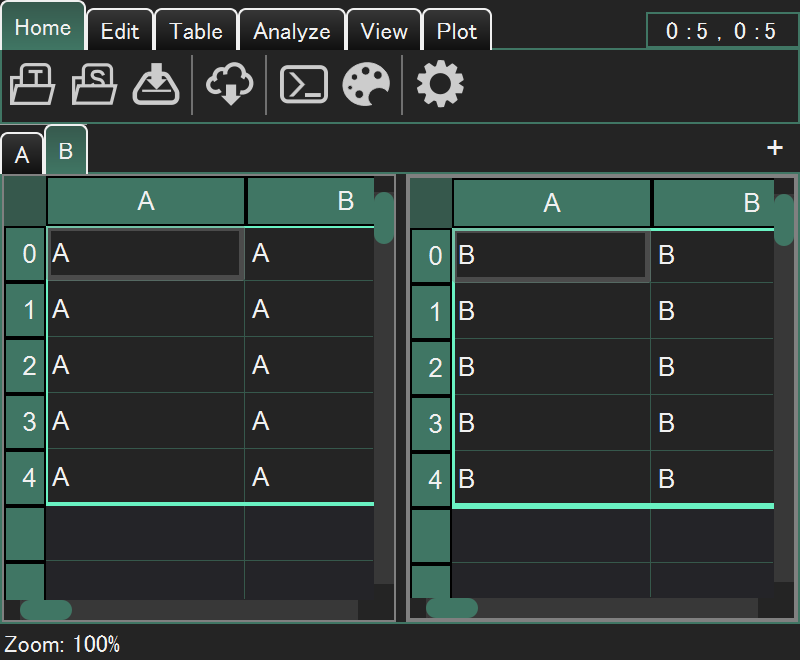 Home Edit Table Analyze View Plot 0:5 , 0:5
T S
A B +
A B
0 A A
1 A A
2 A A
3 A A
4 A A
A B
0 B B
1 B B
2 B B
3 B B
4 B B
Zoom: 100%